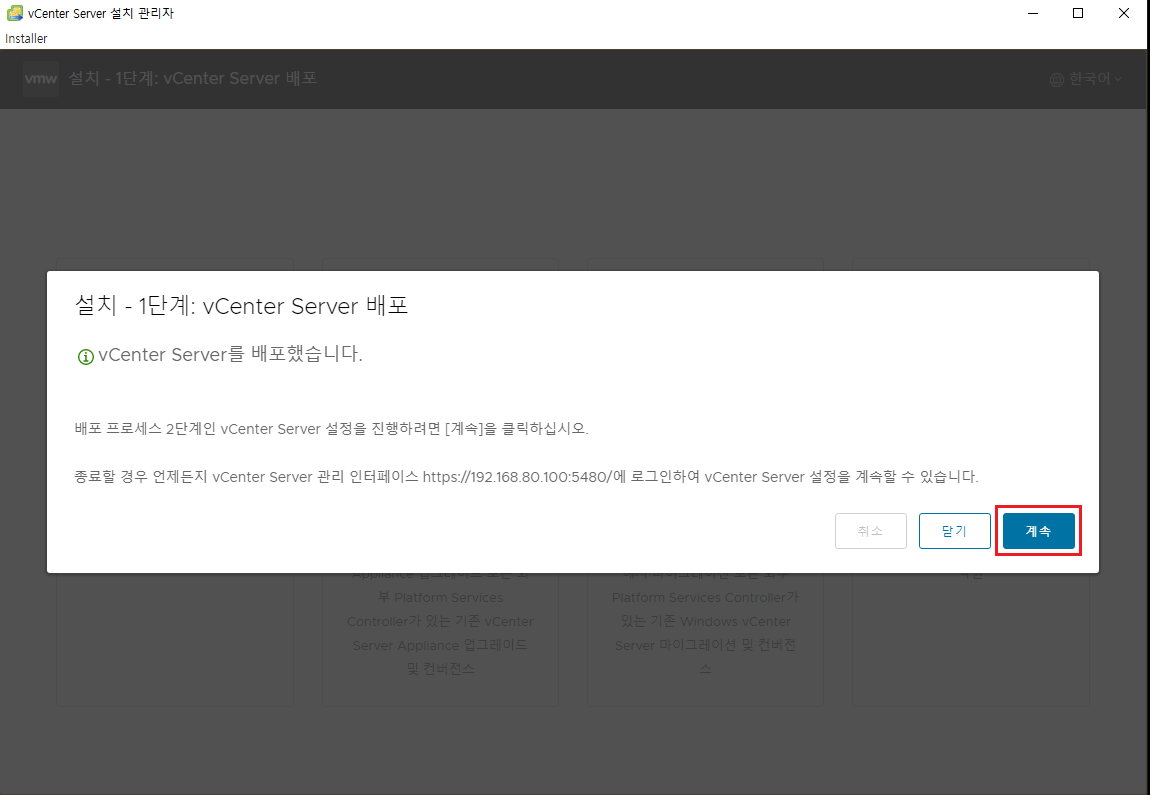 vCenter Server 설치 관리자
Installer
vmw 설치 - 1단계: vCenter Server 배포
한국어
설치 - 1단계: vCenter Server 배포
vCenter Server를 배포했습니다.
배포 프로세스 2단계인 vCenter Server 설정을 진행하려면 [계속]을 클릭하십시오.
종료할 경우 언제든지 vCenter Server 관리 인터페이스 https://192.168.80.100:5480/에 로그인하여 vCenter Server 설정을 계속할 수 있습니다.
취소 닫기 계속
부 Platform Services
Controller가 있는 기존 vCenter
Server Appliance 업그레이드
및 컨버전스
Platform Services Controller가
있는 기존 Windows vCenter
Server 마이그레이션 및 컨버전
스